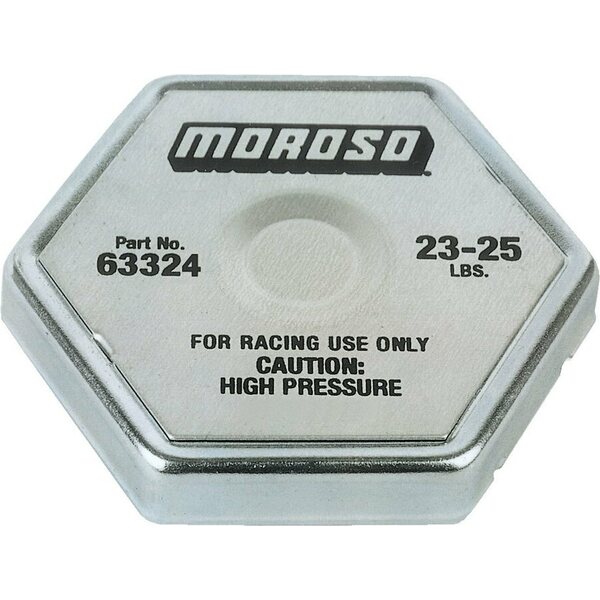 MOROSO
Part No.
63324
23-25
LBS.
FOR RACING USE ONLY
CAUTION:
HIGH PRESSURE